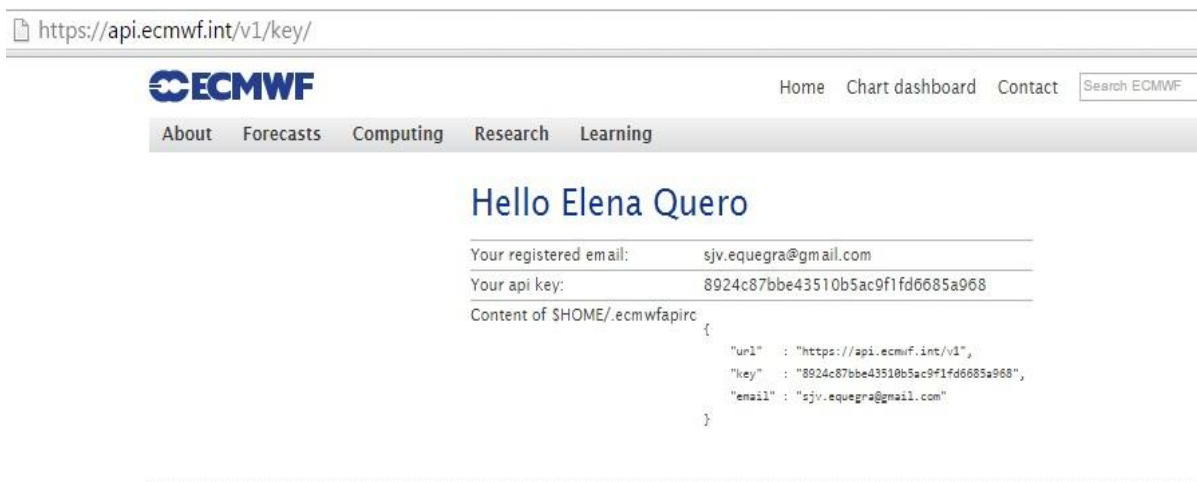 https://api.ecmwf.int/v1/key/
ECMWF
Home Chart dashboard Contact Search ECMWF
About Forecasts Computing Research Learning
Hello Elena Quero
Your registered email: sjv.equegra@gmail.com
Your api key: 8924c87bbe43510b5ac9f1fd6685a968
Content of $HOME/.ecmwfapirc
{
"url" : "https://api.ecmwf.int/v1",
"key" : "8924c87bbe43510b5ac9f1fd6685a968",
"email" : "sjv.equegra@gmail.com"
}